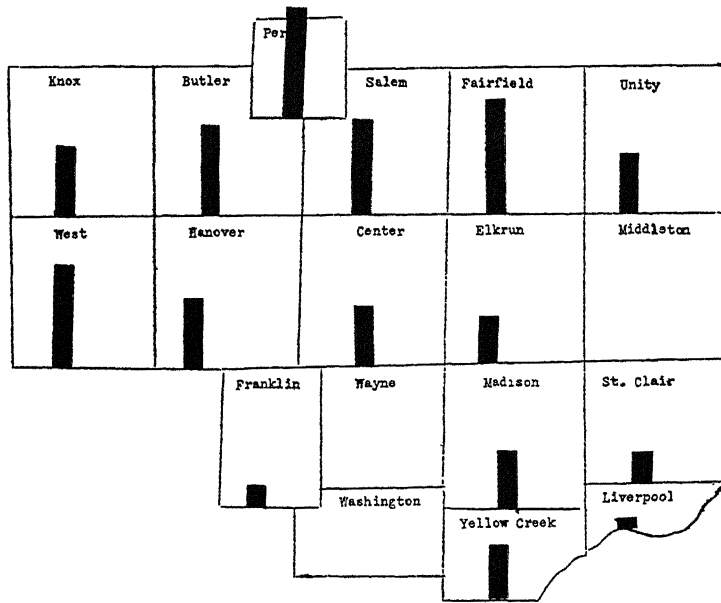 Per
Knox Butler Salem Fairfield Unity
West Hanover Center Elkrun Middleton
Franklin Wayne Madison St. Clair
Washington Liverpool
Yellow Creek